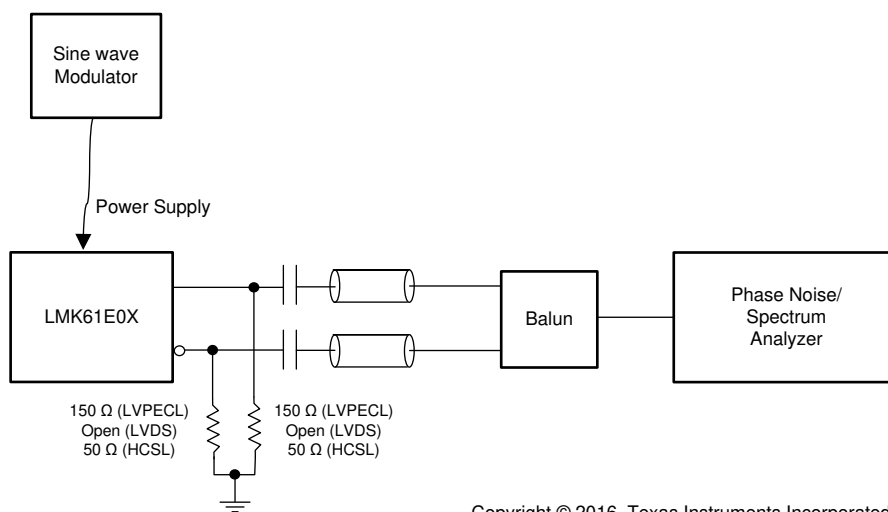 Sine wave
Modulator
Power Supply
LMK61E0X
Balun
Phase Noise/
Spectrum
Analyzer
150 Ω (LVPECL)
Open (LVDS)
50 Ω (HCSL)
150 Ω (LVPECL)
Open (LVDS)
50 Ω (HCSL)
Copyright © 2016, Texas Instruments Incorporated